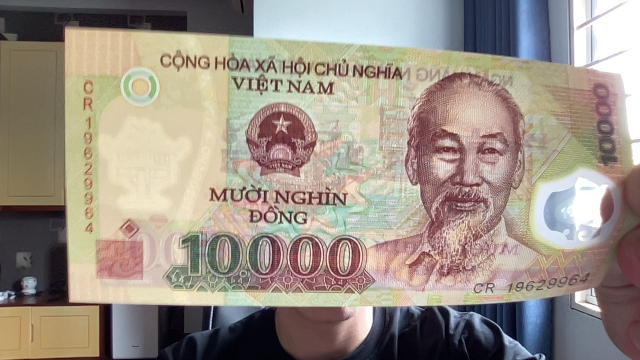 CỘNG HÒA XÃ HỘI CHỦ NGHĨA
VIỆT NAM
CR 19629964
10000
MƯỜI NGHÌN
ĐỒNG
10000
CR 19629964